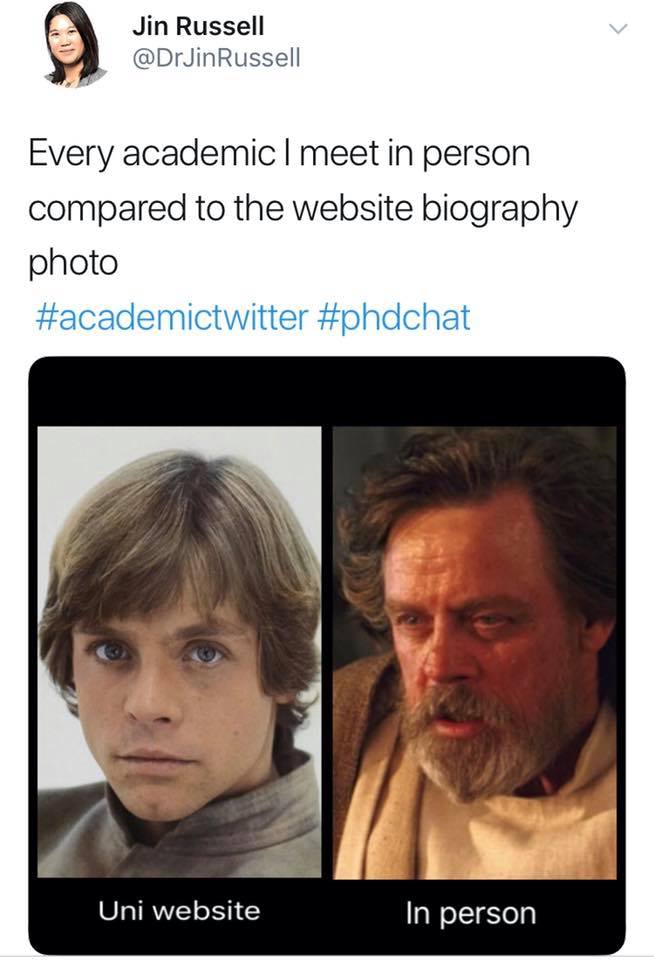 Jin Russell
@DrJinRussell
Every academic I meet in person
compared to the website biography
photo
#academictwitter #phdchat
Uni website
In person